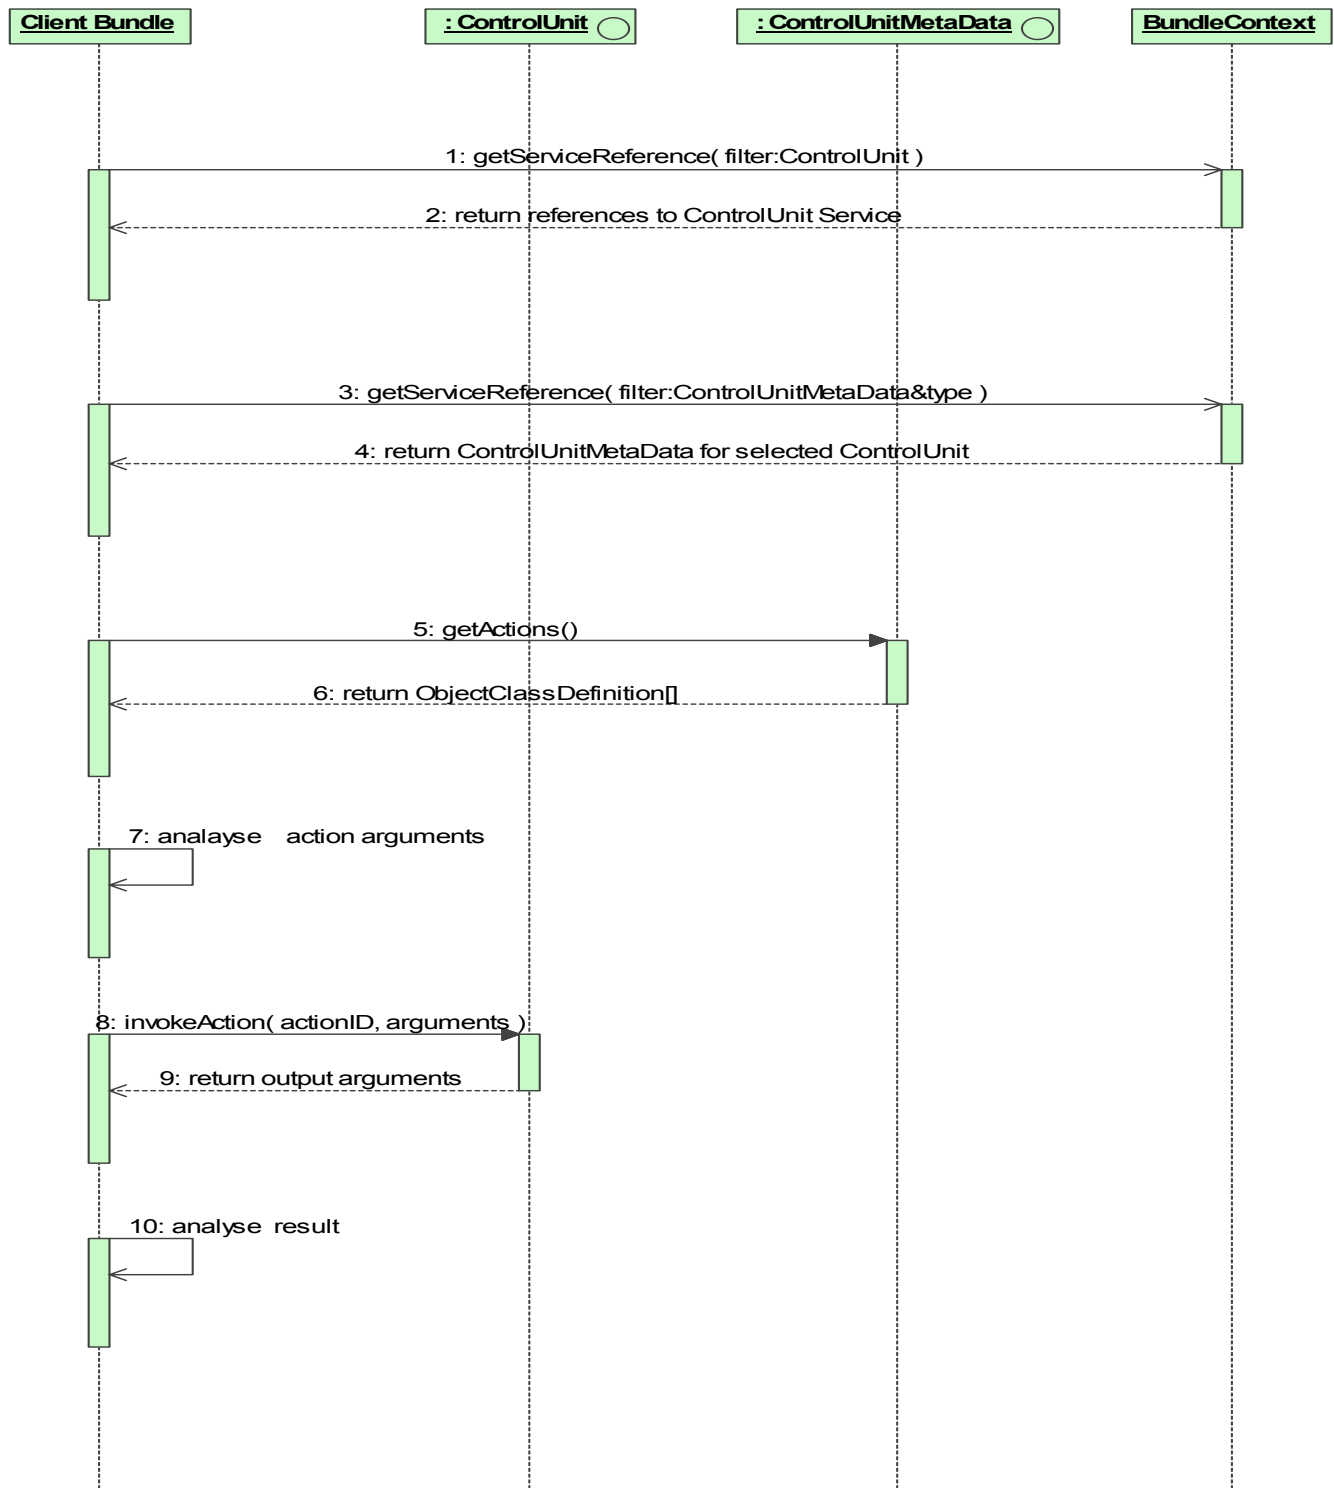 Client Bundle
: ControlUnit
: ControlUnitMetaData
BundleContext
1: getServiceReference( filter:ControlUnit )
2: return references to ControlUnit Service
3: getServiceReference( filter:ControlUnitMetaData&type )
4: return ControlUnitMetaData for selected ControlUnit
5: getActions()
6: return ObjectClassDefinition[]
7: analayse action arguments
8: invokeAction( actionID, arguments )
9: return output arguments
10: analyse result